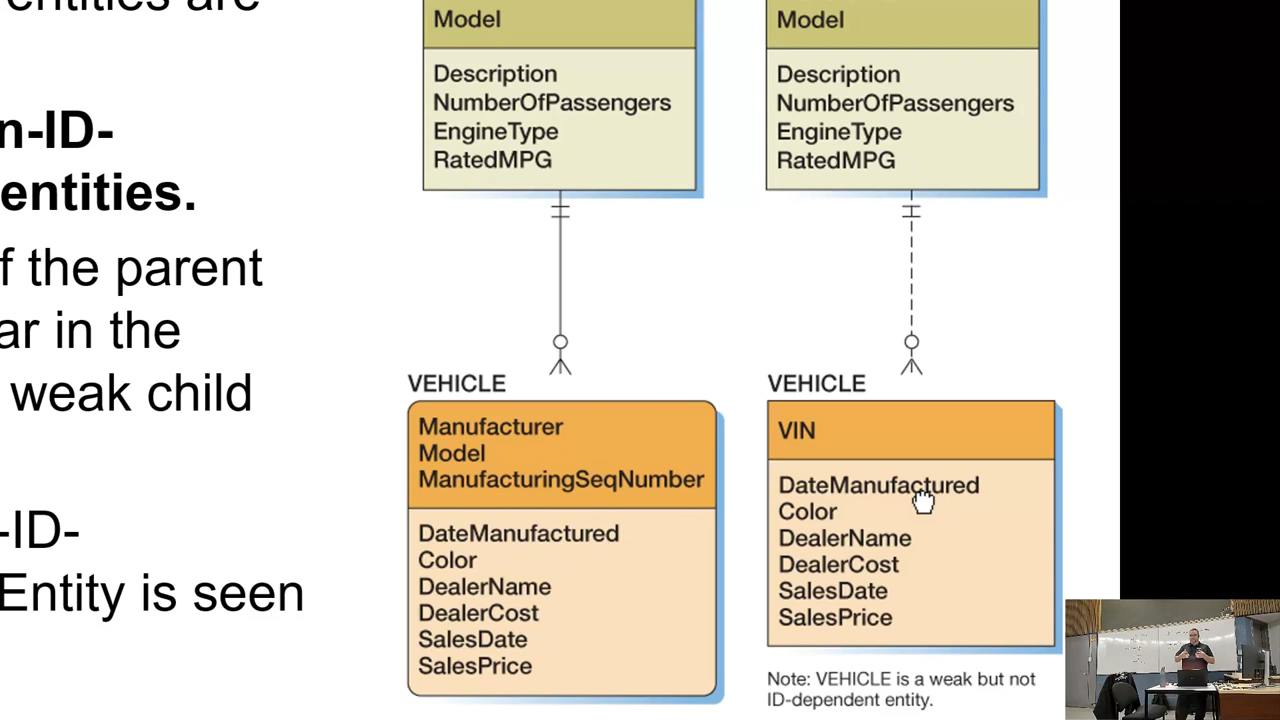 entities are
n-ID-
entities.
f the parent
ar in the
weak child
-ID-
Entity is seen
Model
Description
NumberOfPassengers
EngineType
RatedMPG
VEHICLE
Manufacturer
Model
ManufacturingSeqNumber
DateManufactured
Color
DealerName
DealerCost
SalesDate
SalesPrice
Model
Description
NumberOfPassengers
EngineType
RatedMPG
VEHICLE
VIN
DateManufactured
Color
DealerName
DealerCost
SalesDate
SalesPrice
Note: VEHICLE is a weak but not
ID-dependent entity.